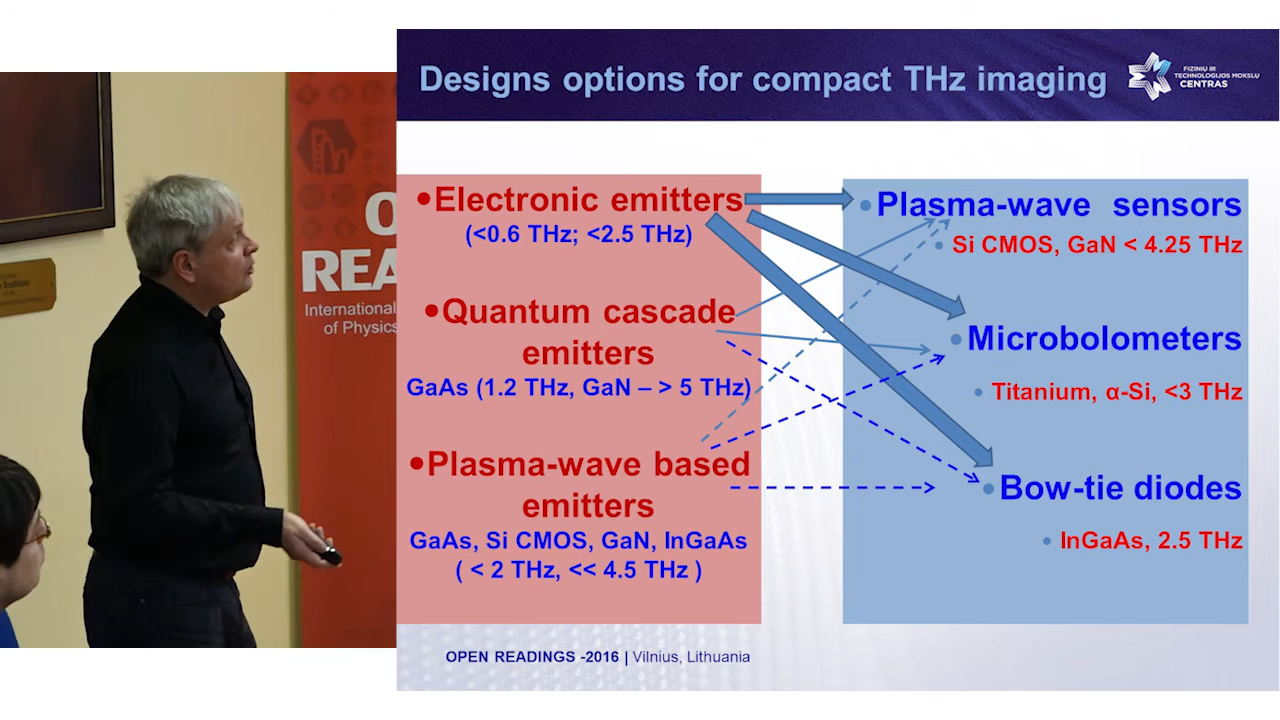 Designs options for compact THz imaging
FIZINIŲ IR
TECHNOLOGIJOS MOKSLŲ
CENTRAS
•Electronic emitters
(<0.6 THz; <2.5 THz)
•Quantum cascade
emitters
GaAs (1.2 THz, GaN – > 5 THz)
•Plasma-wave based
emitters
GaAs, Si CMOS, GaN, InGaAs
( < 2 THz, << 4.5 THz )
• Plasma-wave sensors
• Si CMOS, GaN < 4.25 THz
• Microbolometers
• Titanium, α-Si, <3 THz
• Bow-tie diodes
• InGaAs, 2.5 THz
OPEN READINGS -2016 | Vilnius, Lithuania
O
REA
International
of Physics